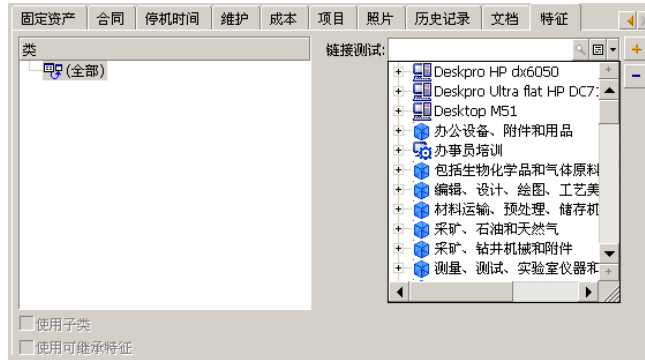 固定资产 合同 停机时间 维护 成本 项目 照片 历史记录 文档 特征
类
(全部)
链接测试:
Deskpro HP dx6050
Deskpro Ultra flat HP DC7
Desktop M51
办公设备、附件和用品
办事员培训
包括生物化学品和气体原料
编辑、设计、绘图、工艺美
材料运输、预处理、储存机
采矿、石油和天然气
采矿、钻井机械和附件
测量、测试、实验室仪器和
使用子类
使用可继承特征